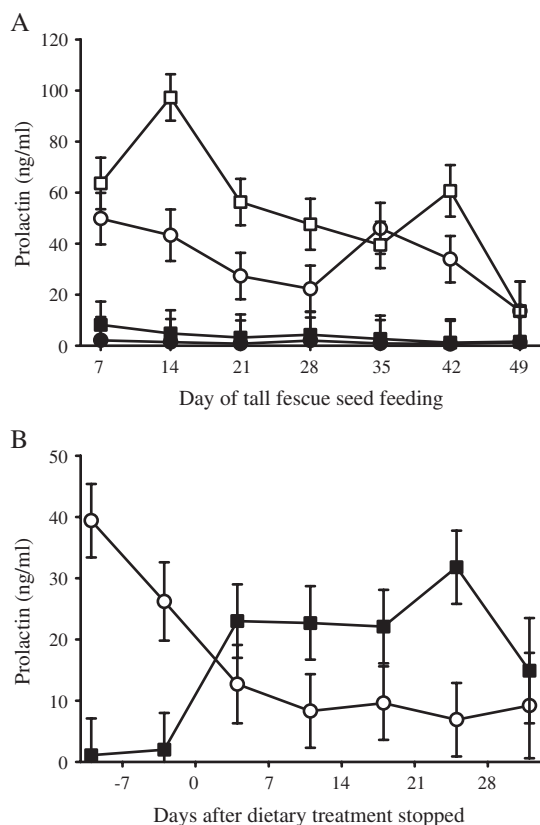 A
120
100
80
60
40
20
0
Prolactin (ng/ml)
7 14 21 28 35 42 49
Day of tall fescue seed feeding
B
50
40
30
20
10
0
Prolactin (ng/ml)
-7 0 7 14 21 28
Days after dietary treatment stopped